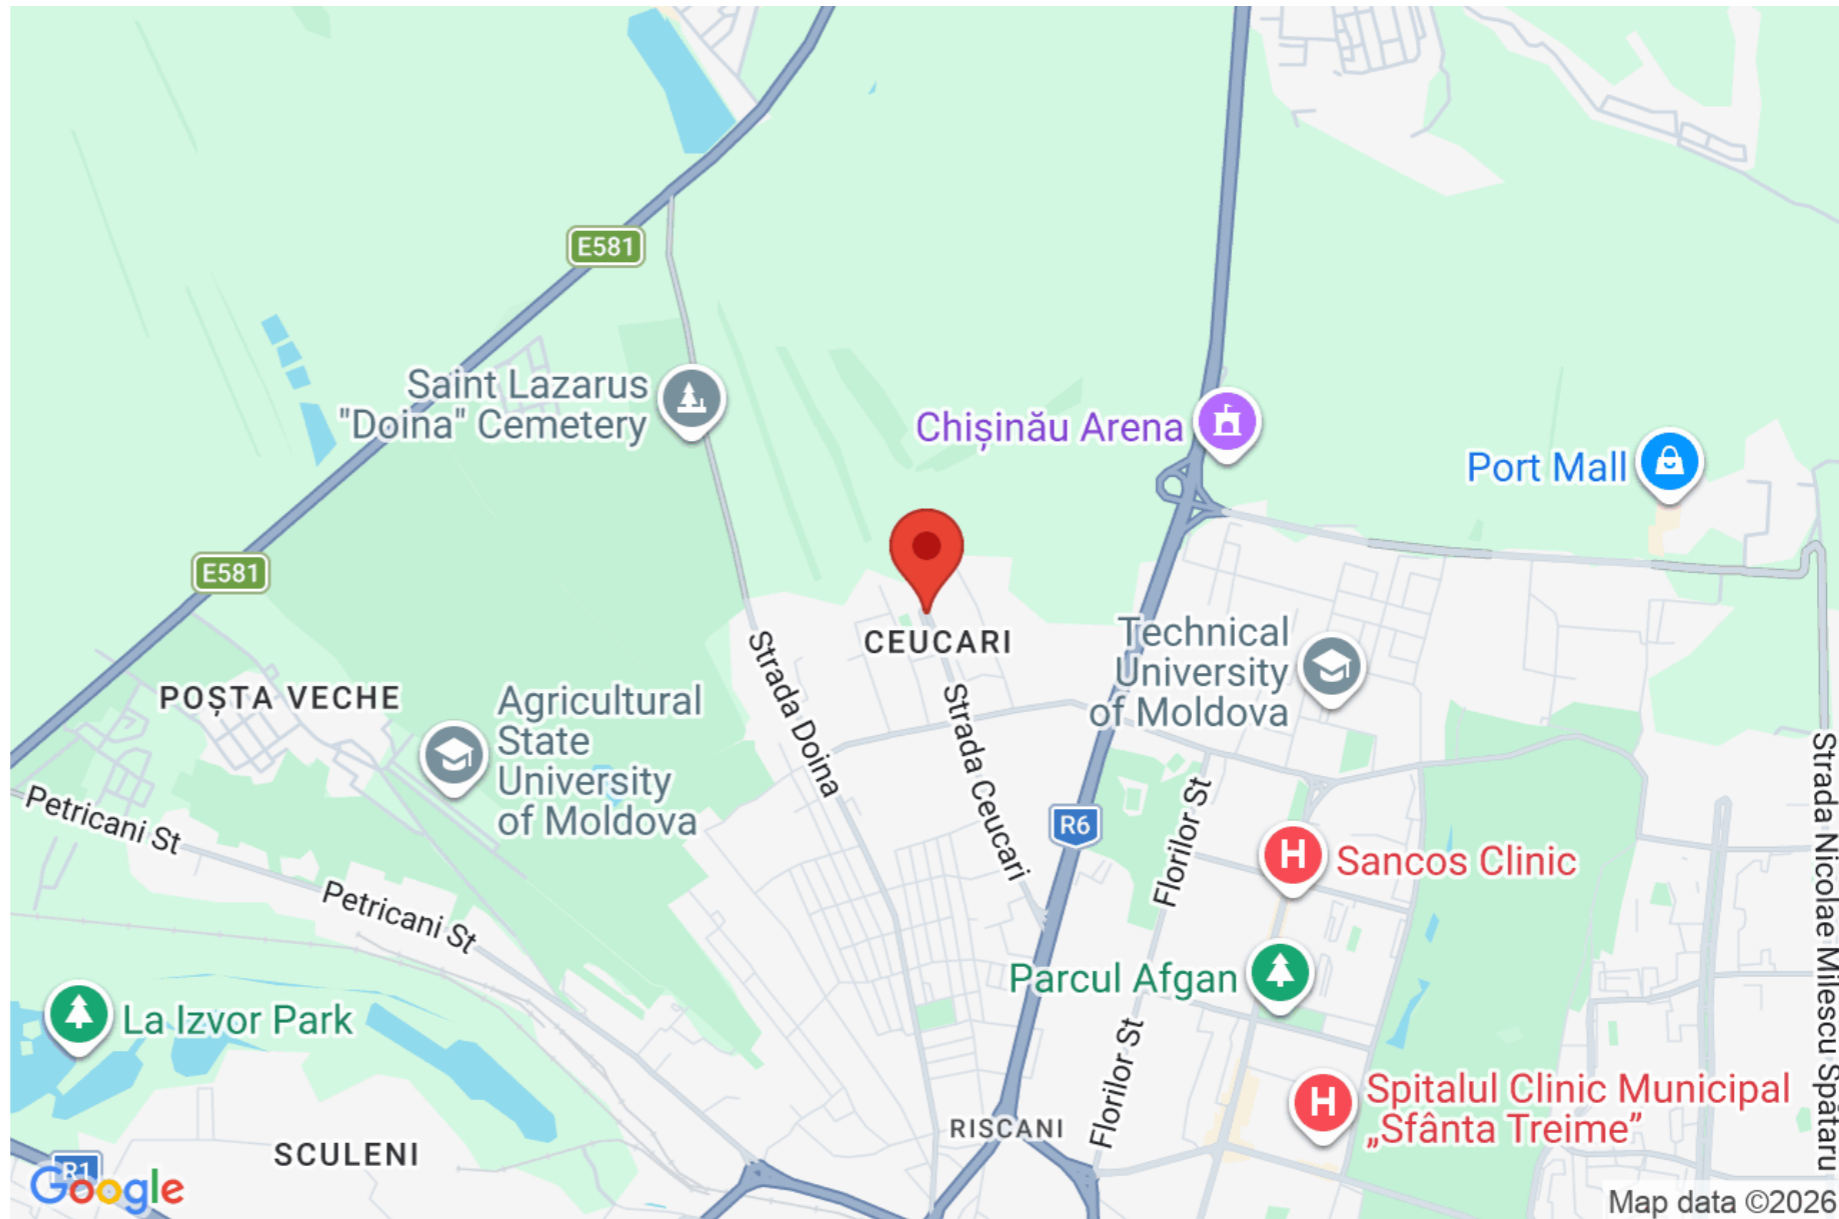 E581
Saint Lazarus
"Doina" Cemetery
Chișinău Arena
Port Mall
E581
CEUCARI
Technical
University
of Moldova
POȘTA VECHE
Agricultural
State
University
of Moldova
Strada Doina
Strada Ceucari
Petricani St
Petricani St
R6
Florilor St
H
Sancos Clinic
Strada Nicolae Milescu Spătaru
Parcul Afgan
La Izvor Park
Florilor St
H
Spitalul Clinic Municipal
„Sfânta Treime”
RISCANI
SCULENI
R1
Google
Map data ©2026